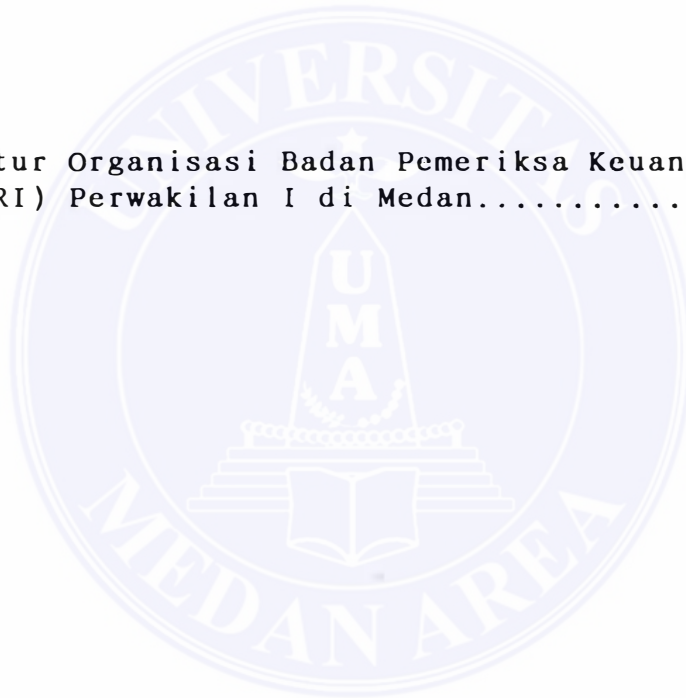 tur Organisasi Badan Pemeriksa Keuan
RI) Perwakilan I di Medan............
UNIVERSITAS
UMA
MEDAN AREA